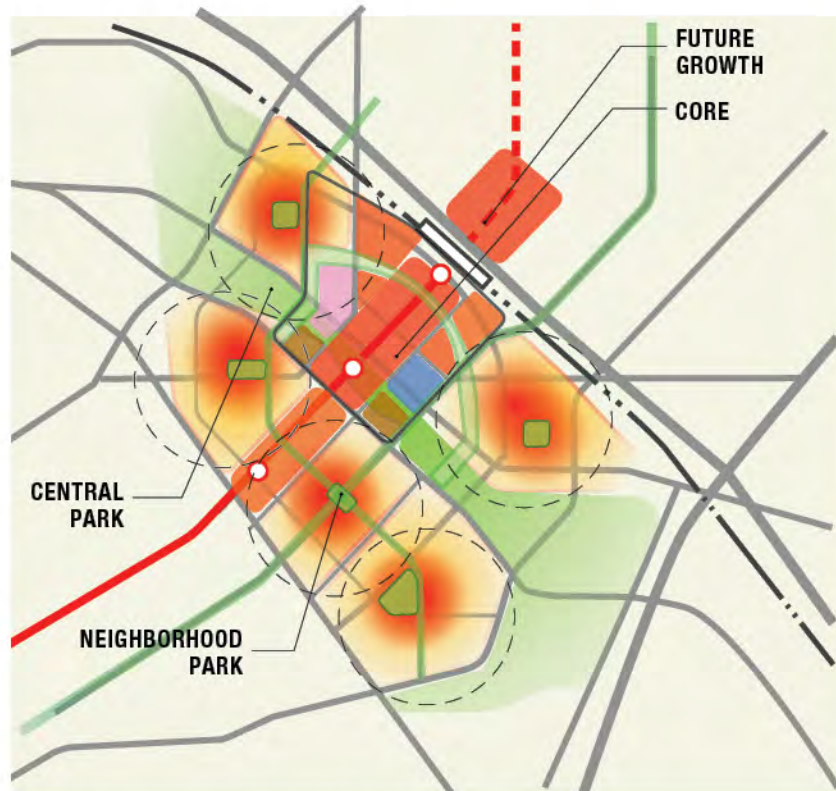 FUTURE
GROWTH
CORE
CENTRAL
PARK
NEIGHBORHOOD
PARK